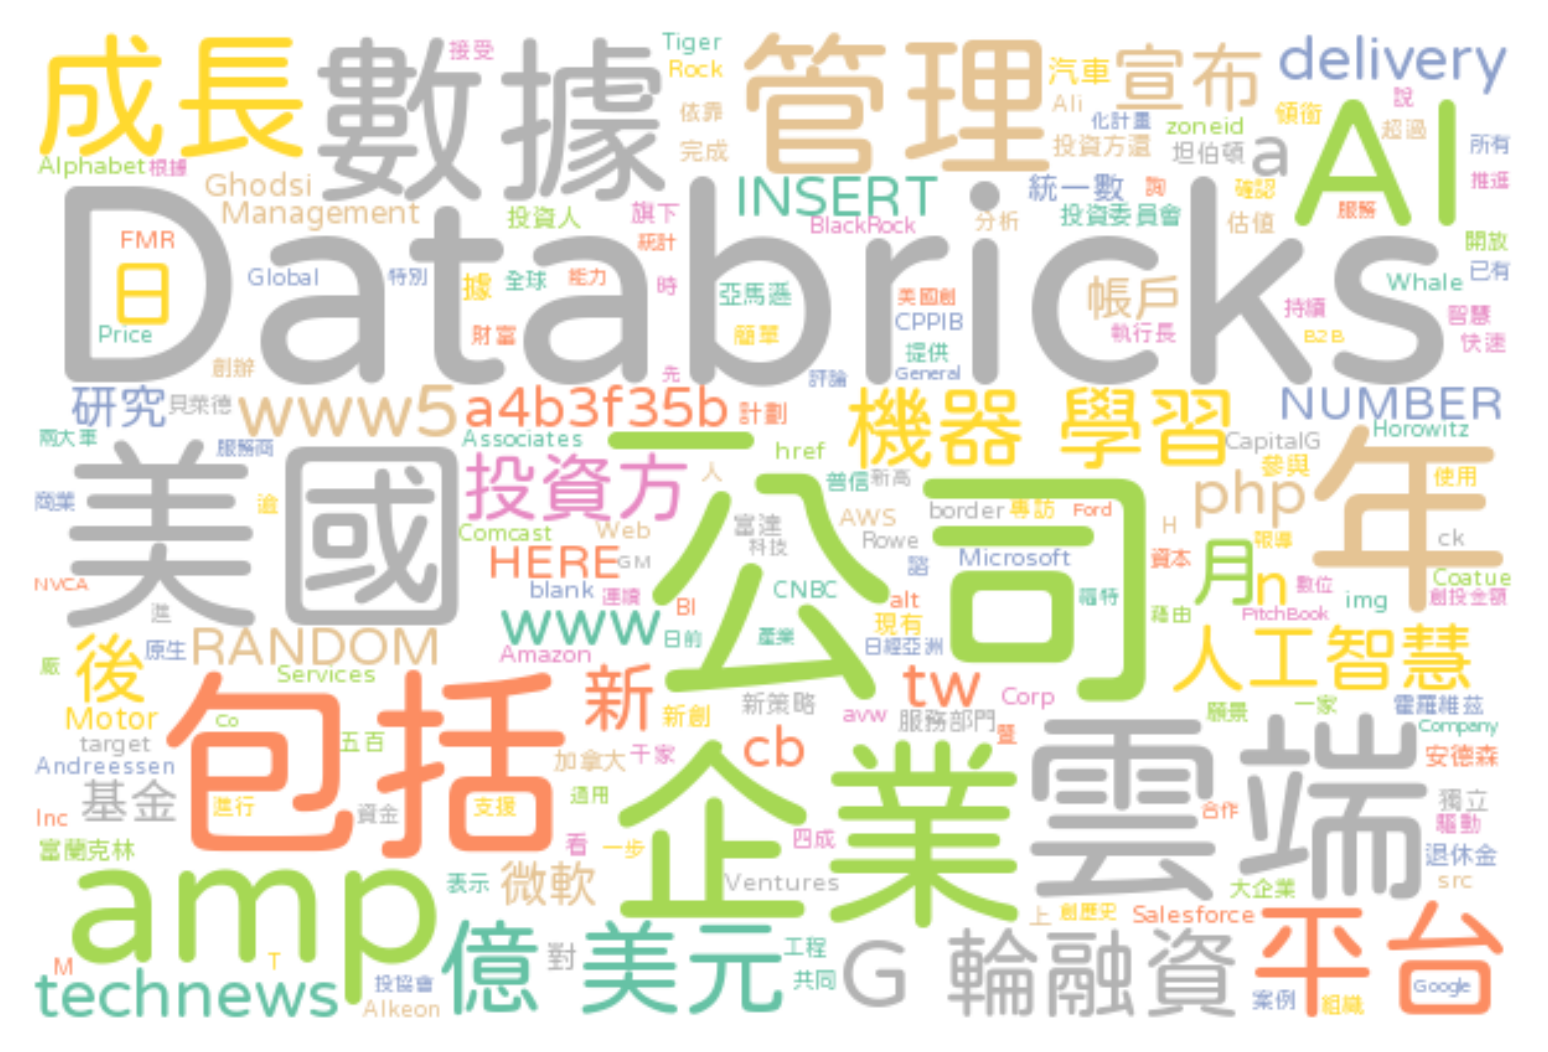 成長 數據 接受 Tiger Rock 管理 汽車 宣布 delivery
依靠 Ali 化計畫 領銜 說
完成 投資方還 zoneid 坦伯頓 a 超過 AI 所有
Alphabet 根據 推進
Ghodsi Management 投資人 旗下 INSERT 統一數 詢 確認 服務
BlackRock 分析 投資委員會 估值 開放
FMR 統計
Databricks
日 Global 特別 據 全球 能力 時 亞馬遜 美國創 帳戶 Whale 已有
Price 財富 簡單 CPPIB 執行長 持續 B2B 智慧
創辦 先 評論 提供 General 快速
研究 貝萊德 www5 a4b3f35b 計劃 機器 學習 NUMBER
兩大車 服務商 Associates href CapitalG Horowitz
美國 投資方 人 公司 普信 新高 參與 使用 年
商業 逾 Comcast Web 富達 AWS border 專訪 Ford php
HERE GM 科技 Rowe Microsoft H 報導 ck
NVCA 進 blank 連續 BI CNBC alt 諮 福特 資本 月 n 數位 Coatue
www 日前 產業 現有 藉由 PitchBook img 創投金額
後 原生 RANDOM Amazon 日經亞洲 人工智慧
廠 Services 新 tw Corp
Motor Co 包括 新創 新策略 avw 服務部門 願景 一家 霍羅維茲
target 五百 加拿大 千家 cb 暨 雲端 Company
Andreessen 安德森
Inc 基金 進行 資金 支援 通用 企業 合作 獨立
富蘭克林 看 一步 四成 驅動
amp 表示 微軟 Ventures 大企業 退休金
src
上 創歷史 Salesforce 平台
M T 億 對 美元 工程 G 輪融資
technews 投協會 共同 案例 Google
Alkeon 組織